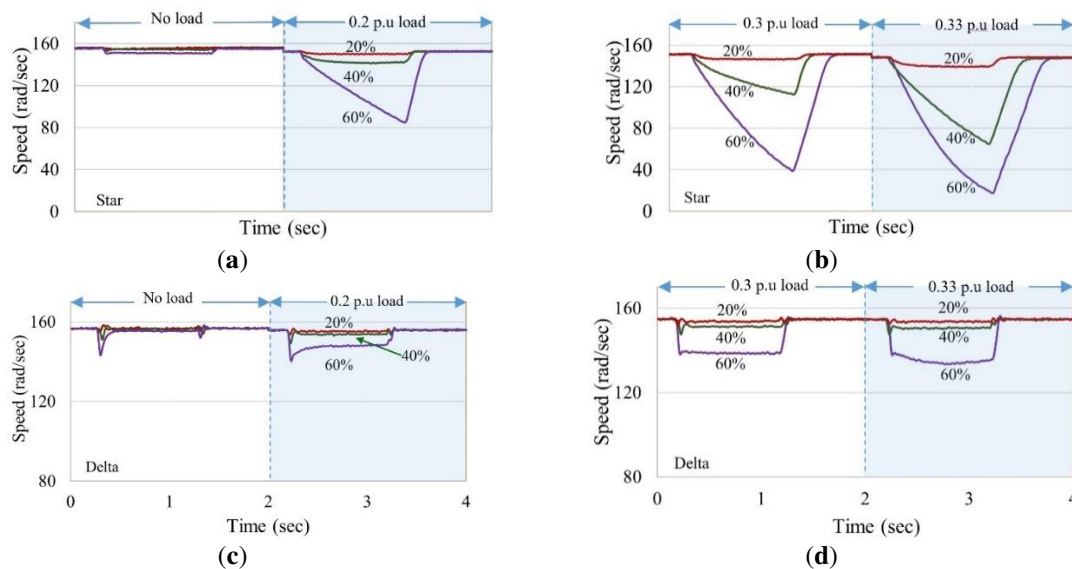 No load
0.2 p.u load
160
120
80
40
0
Speed (rad/sec)
20%
40%
60%
Star
Time (sec)
(a)
0.3 p.u load
0.33 p.u load
160
120
80
40
0
Speed (rad/sec)
20%
40%
60%
20%
40%
60%
Star
Time (sec)
(b)
No load
0.2 p.u load
160
120
80
Speed (rad/sec)
20%
40%
60%
Delta
0 1 2 3 4
Time (sec)
(c)
0.3 p.u load
0.33 p.u load
160
120
80
Speed (rad/sec)
20%
40%
60%
20%
40%
60%
Delta
0 1 2 3 4
Time (sec)
(d)